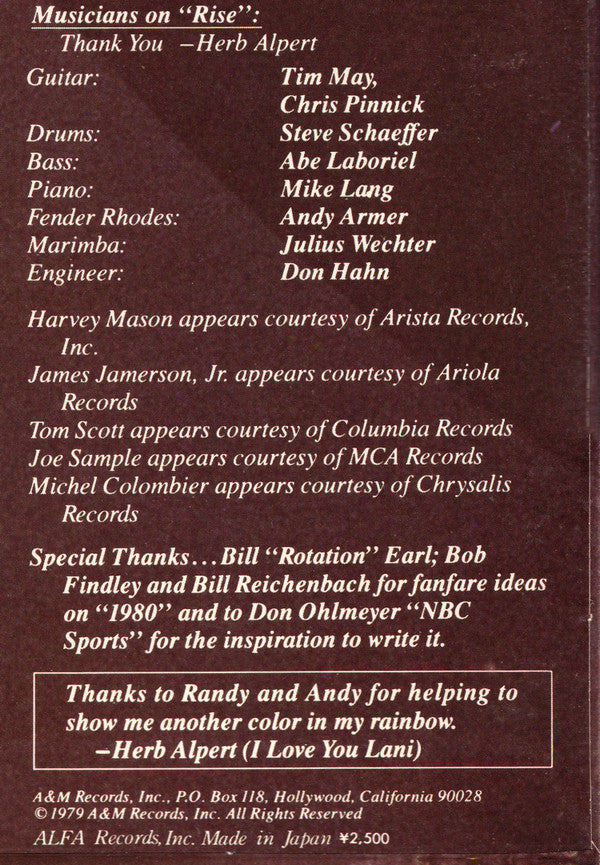 Musicians on “Rise”:
Thank You –Herb Alpert
Guitar: Tim May,
Chris Pinnick
Drums: Steve Schaeffer
Bass: Abe Laboriel
Piano: Mike Lang
Fender Rhodes: Andy Armer
Marimba: Julius Wechter
Engineer: Don Hahn
Harvey Mason appears courtesy of Arista Records,
Inc.
James Jamerson, Jr. appears courtesy of Ariola
Records
Tom Scott appears courtesy of Columbia Records
Joe Sample appears courtesy of MCA Records
Michel Colombier appears courtesy of Chrysalis
Records
Special Thanks...Bill “Rotation” Earl; Bob
Findley and Bill Reichenbach for fanfare ideas
on “1980” and to Don Ohlmeyer “NBC
Sports” for the inspiration to write it.
Thanks to Randy and Andy for helping to
show me another color in my rainbow.
–Herb Alpert (I Love You Lani)
A&M Records, Inc., P.O. Box 118, Hollywood, California 90028
© 1979 A&M Records, Inc. All Rights Reserved
ALFA Records, Inc. Made in Japan ¥2,500